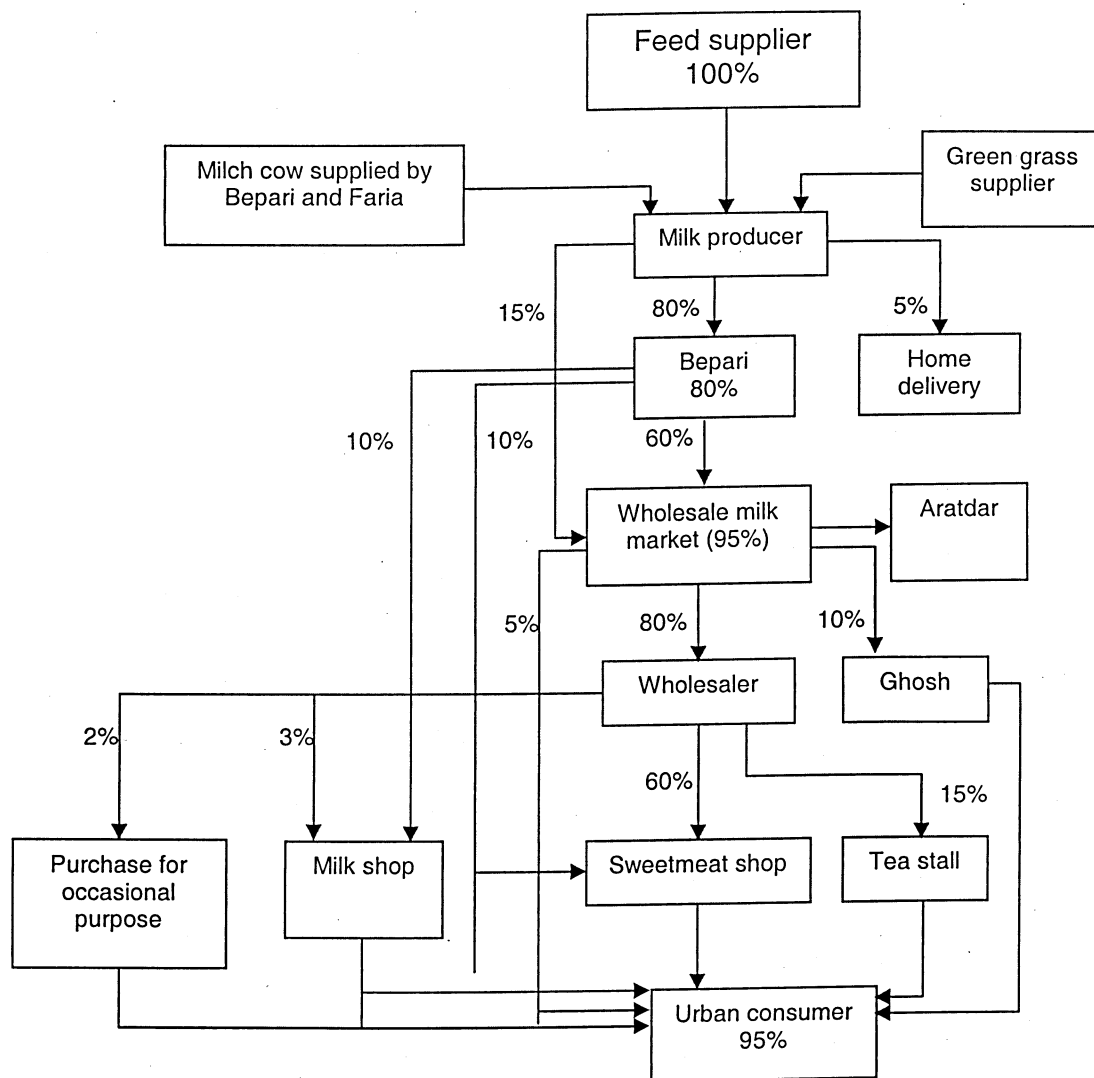 Feed supplier
100%
Milch cow supplied by
Bepari and Faria
Green grass
supplier
Milk producer
15%
80%
5%
Bepari
80%
Home
delivery
10%
10%
60%
Wholesale milk
market (95%)
Aratdar
5%
80%
10%
Wholesaler
Ghosh
2%
3%
60%
15%
Purchase for
occasional
purpose
Milk shop
Sweetmeat shop
Tea stall
Urban consumer
95%